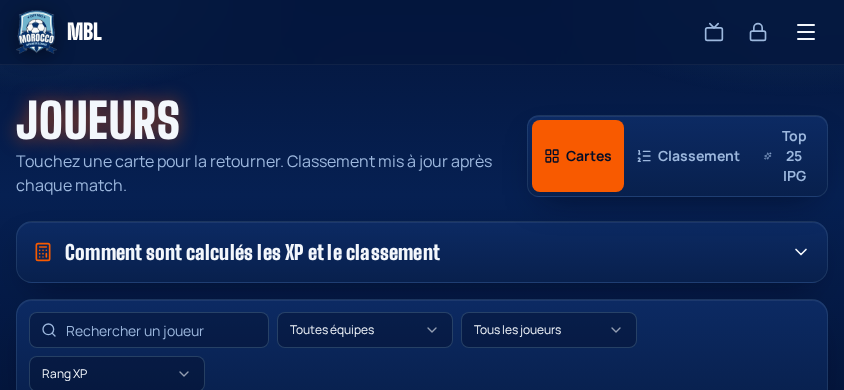 MOROCCO
MBL
JOUEURS
Touchez une carte pour la retourner. Classement mis à jour après
chaque match.
Cartes
Classement
Top
25
IPG
Comment sont calculés les XP et le classement
Rechercher un joueur
Toutes équipes
Tous les joueurs
Rang XP